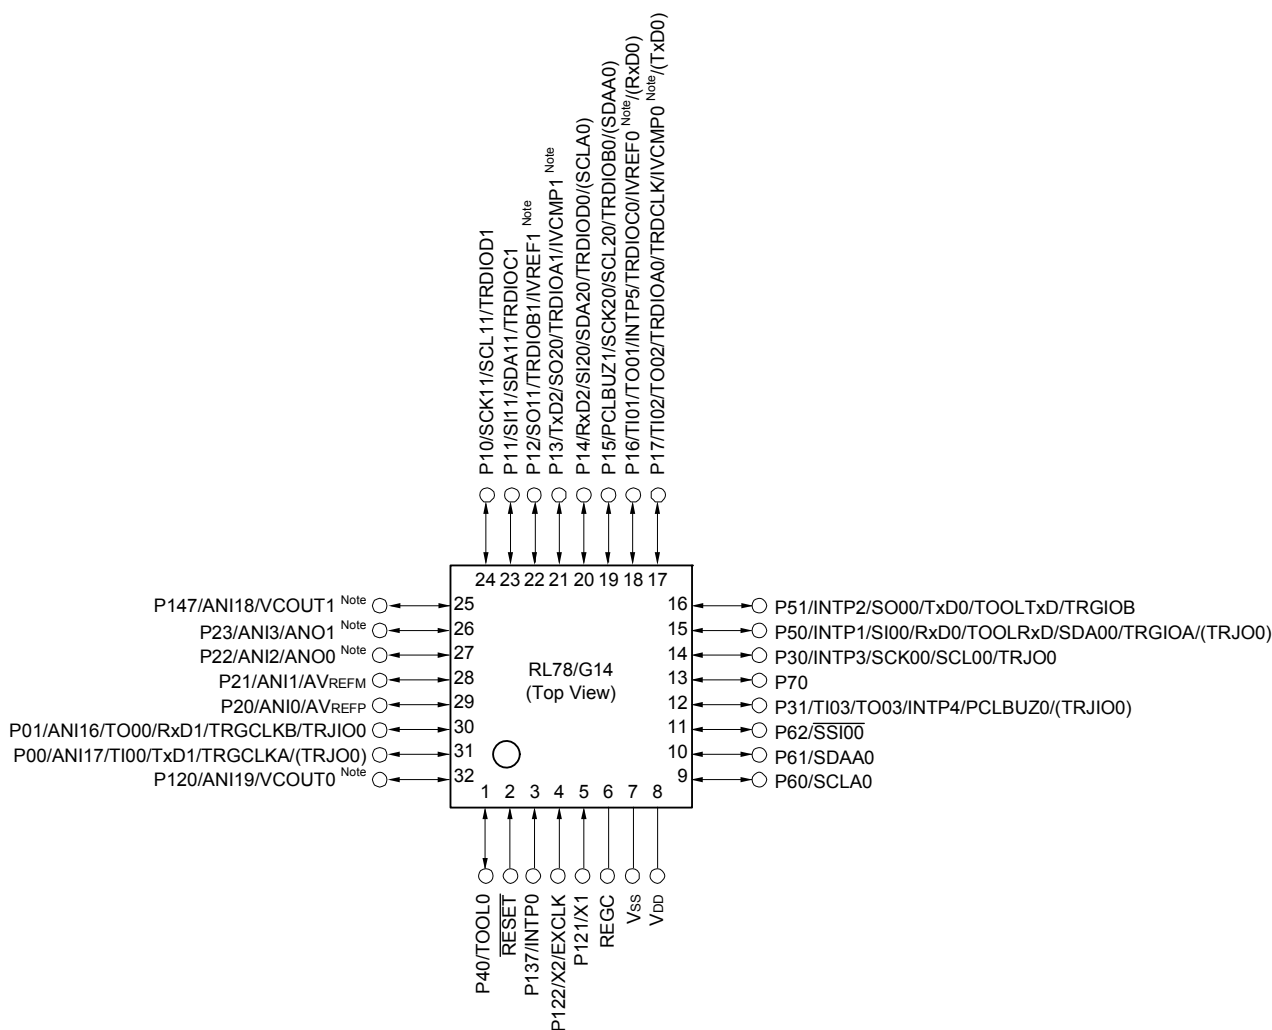 P10/SCK11/SCL11/TRDIOD1
P11/SI11/SDA11/TRDIOC1
P12/SO11/TRDIOB1/IVREF1 Note
P13/TxD2/SO20/TRDIOA1/IVCMP1 Note
P14/RxD2/SI20/SDA20/TRDIOD0/(SCLA0)
P15/PCLBUZ1/SCK20/SCL20/TRDIOB0/(SDAA0)
P16/TI01/TO01/INTP5/TRDIOC0/IVREF0 Note/(RxD0)
P17/TI02/TO02/TRDIOA0/TRDCLK/IVCMP0 Note/(TxD0)
24 23 22 21 20 19 18 17
P147/ANI18/VCOUT1 Note 25
P23/ANI3/ANO1 Note 26
P22/ANI2/ANO0 Note 27
P21/ANI1/AVREFM 28
P20/ANI0/AVREFP 29
P01/ANI16/TO00/RxD1/TRGCLKB/TRJIO0 30
P00/ANI17/TI00/TxD1/TRGCLKA/(TRJO0) 31
P120/ANI19/VCOUT0 Note 32
RL78/G14
(Top View)
16 P51/INTP2/SO00/TxD0/TOOLTxD/TRGIOB
15 P50/INTP1/SI00/RxD0/TOOLRxD/SDA00/TRGIOA/(TRJO0)
14 P30/INTP3/SCK00/SCL00/TRJO0
13 P70
12 P31/TI03/TO03/INTP4/PCLBUZ0/(TRJIO0)
11 P62/SSI00
10 P61/SDAA0
9 P60/SCLA0
1 2 3 4 5 6 7 8
P40/TOOL0
RESET
P137/INTP0
P122/X2/EXCLK
P121/X1
REGC
VSS
VDD